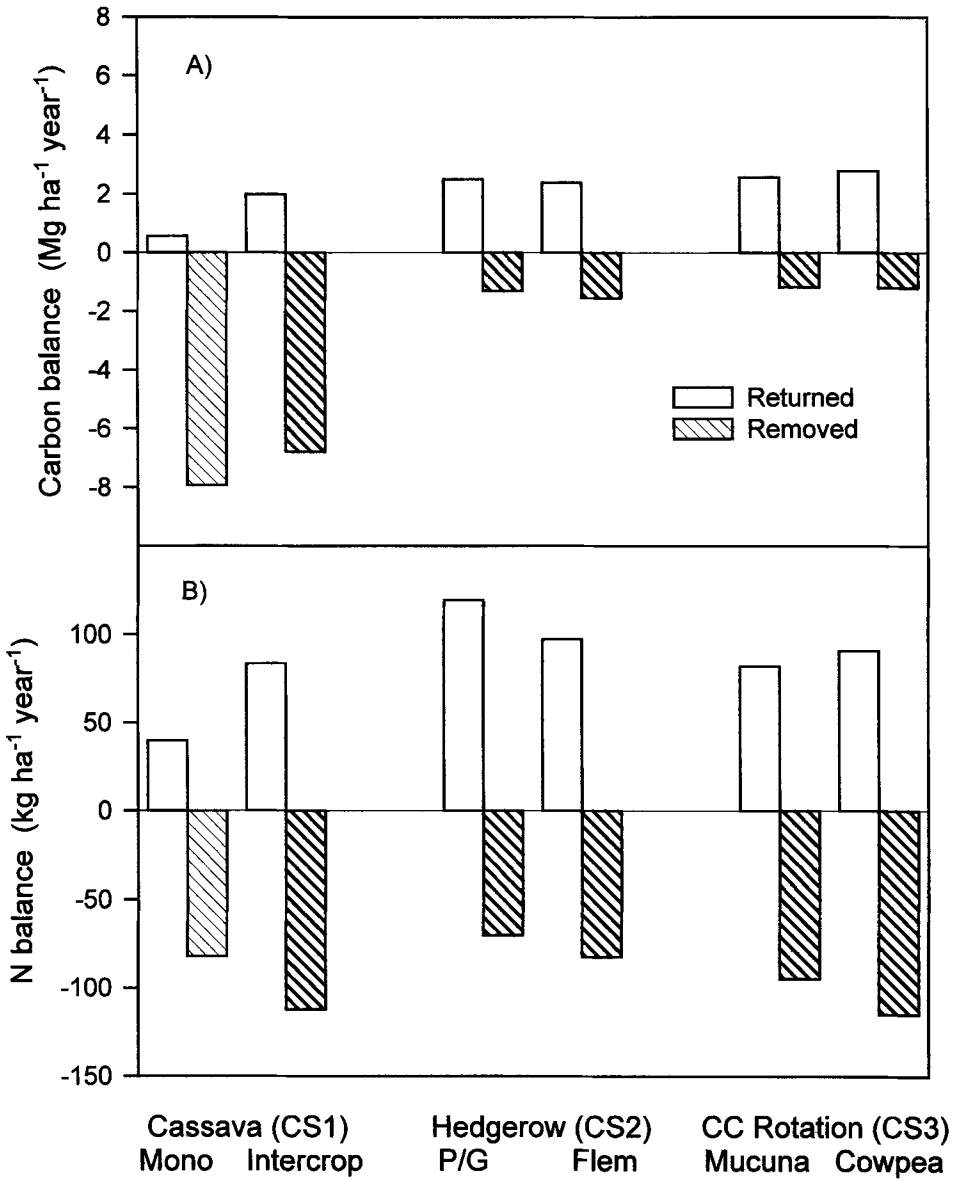 8
A)
6
4
2
0
-2
-4
-6
-8
Carbon balance (Mg ha⁻¹ year⁻¹)
Returned
Removed
B)
100
50
0
-50
-100
-150
N balance (kg ha⁻¹ year⁻¹)
Cassava (CS1) Hedgerow (CS2) CC Rotation (CS3)
Mono Intercrop P/G Flem Mucuna Cowpea